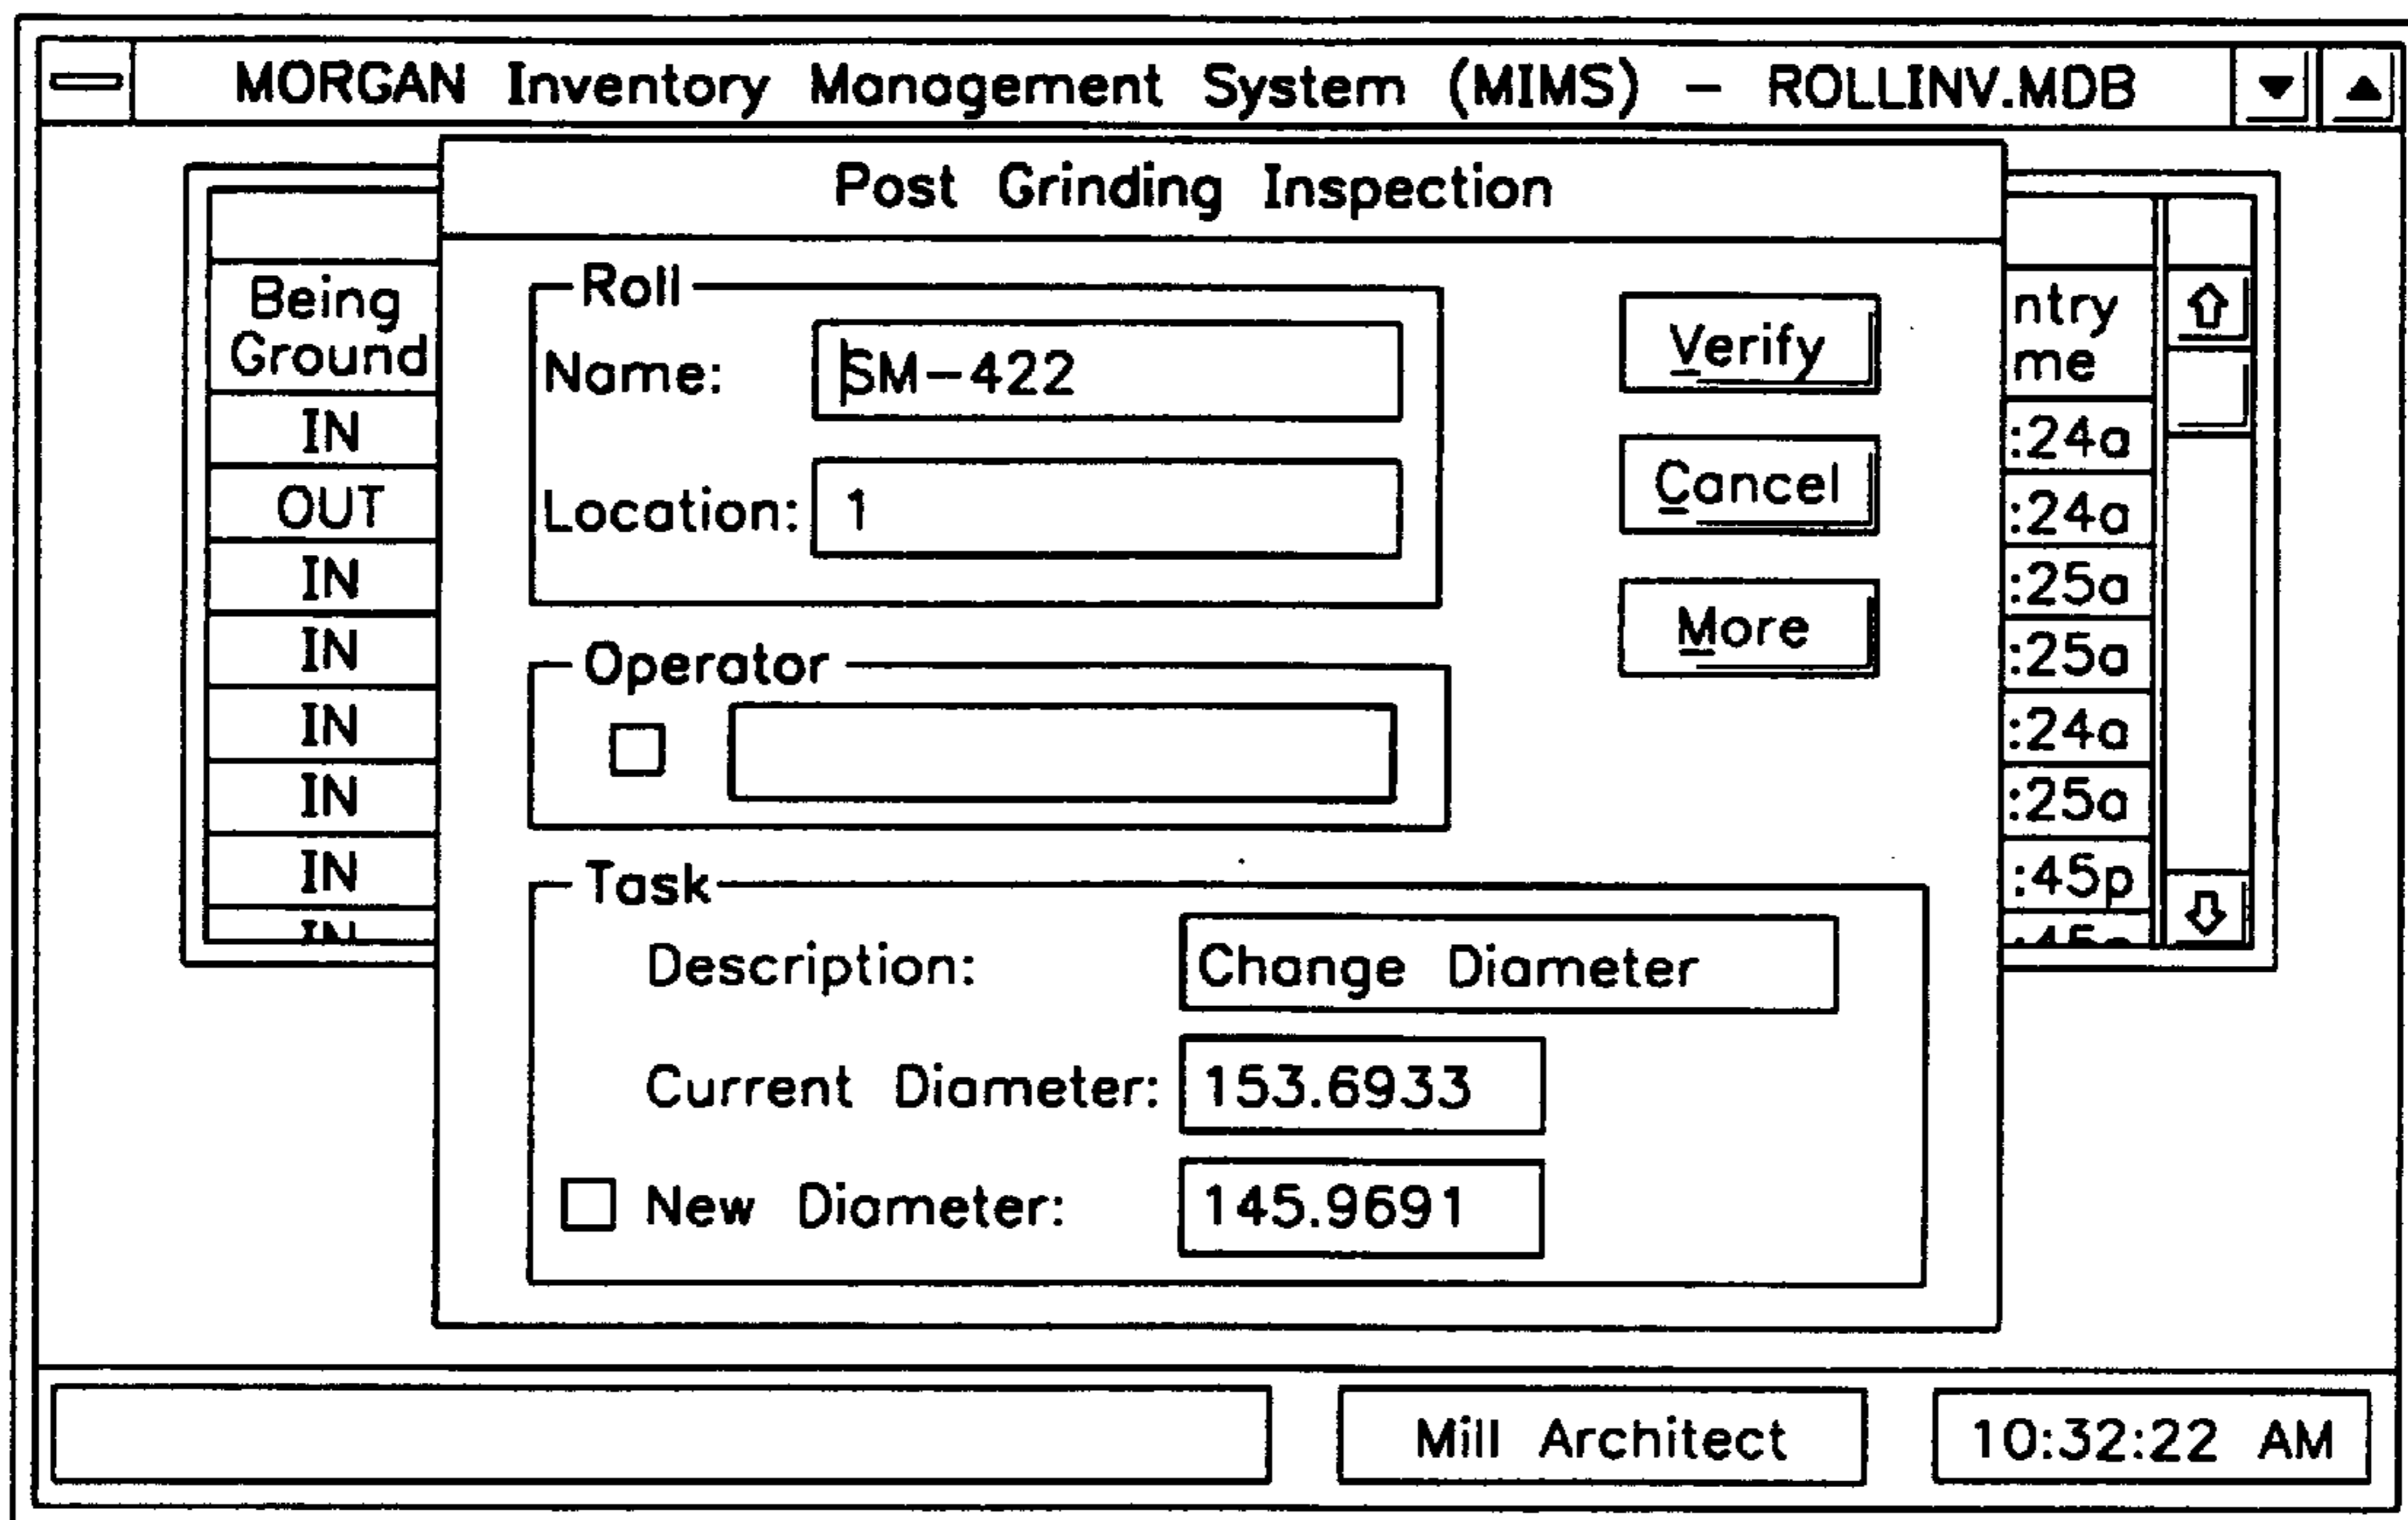 MORGAN Inventory Management System (MIMS) – ROLLINV.MDB
Post Grinding Inspection
Being
Ground
IN
OUT
IN
IN
IN
IN
IN
IN
Roll
Name: SM-422
Location: 1
Verify
Cancel
More
Operator
Task
Description: Change Diameter
Current Diameter: 153.6933
New Diameter: 145.9691
ntry
me
:24a
:24a
:25a
:25a
:24a
:25a
:45p
Mill Architect
10:32:22 AM